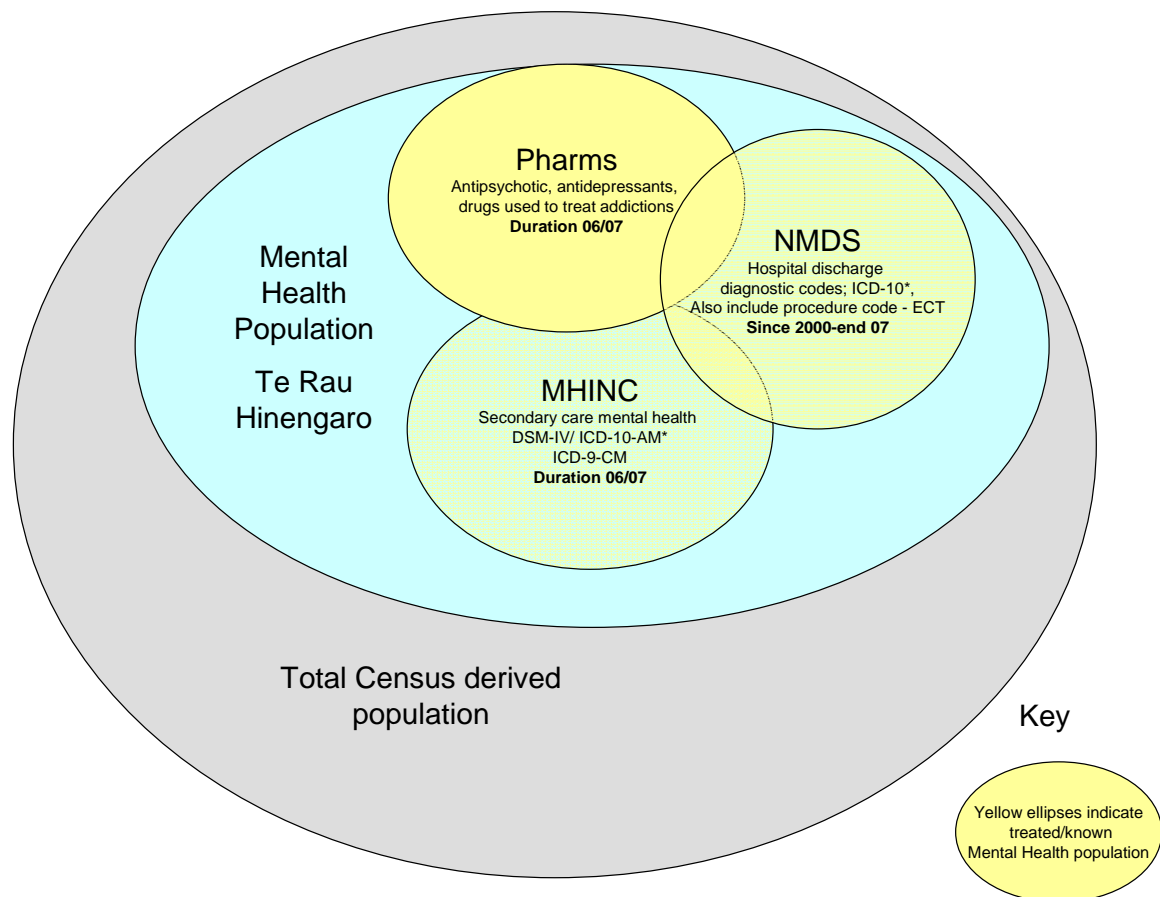 Pharms
Antipsychotic, antidepressants,
drugs used to treat addictions
Duration 06/07
NMDS
Hospital discharge
diagnostic codes; ICD-10*,
Also include procedure code - ECT
Since 2000-end 07
Mental
Health
Population
Te Rau
Hinengaro
MHINC
Secondary care mental health
DSM-IV/ ICD-10-AM*
ICD-9-CM
Duration 06/07
Total Census derived
population
Key
Yellow ellipses indicate
treated/known
Mental Health population